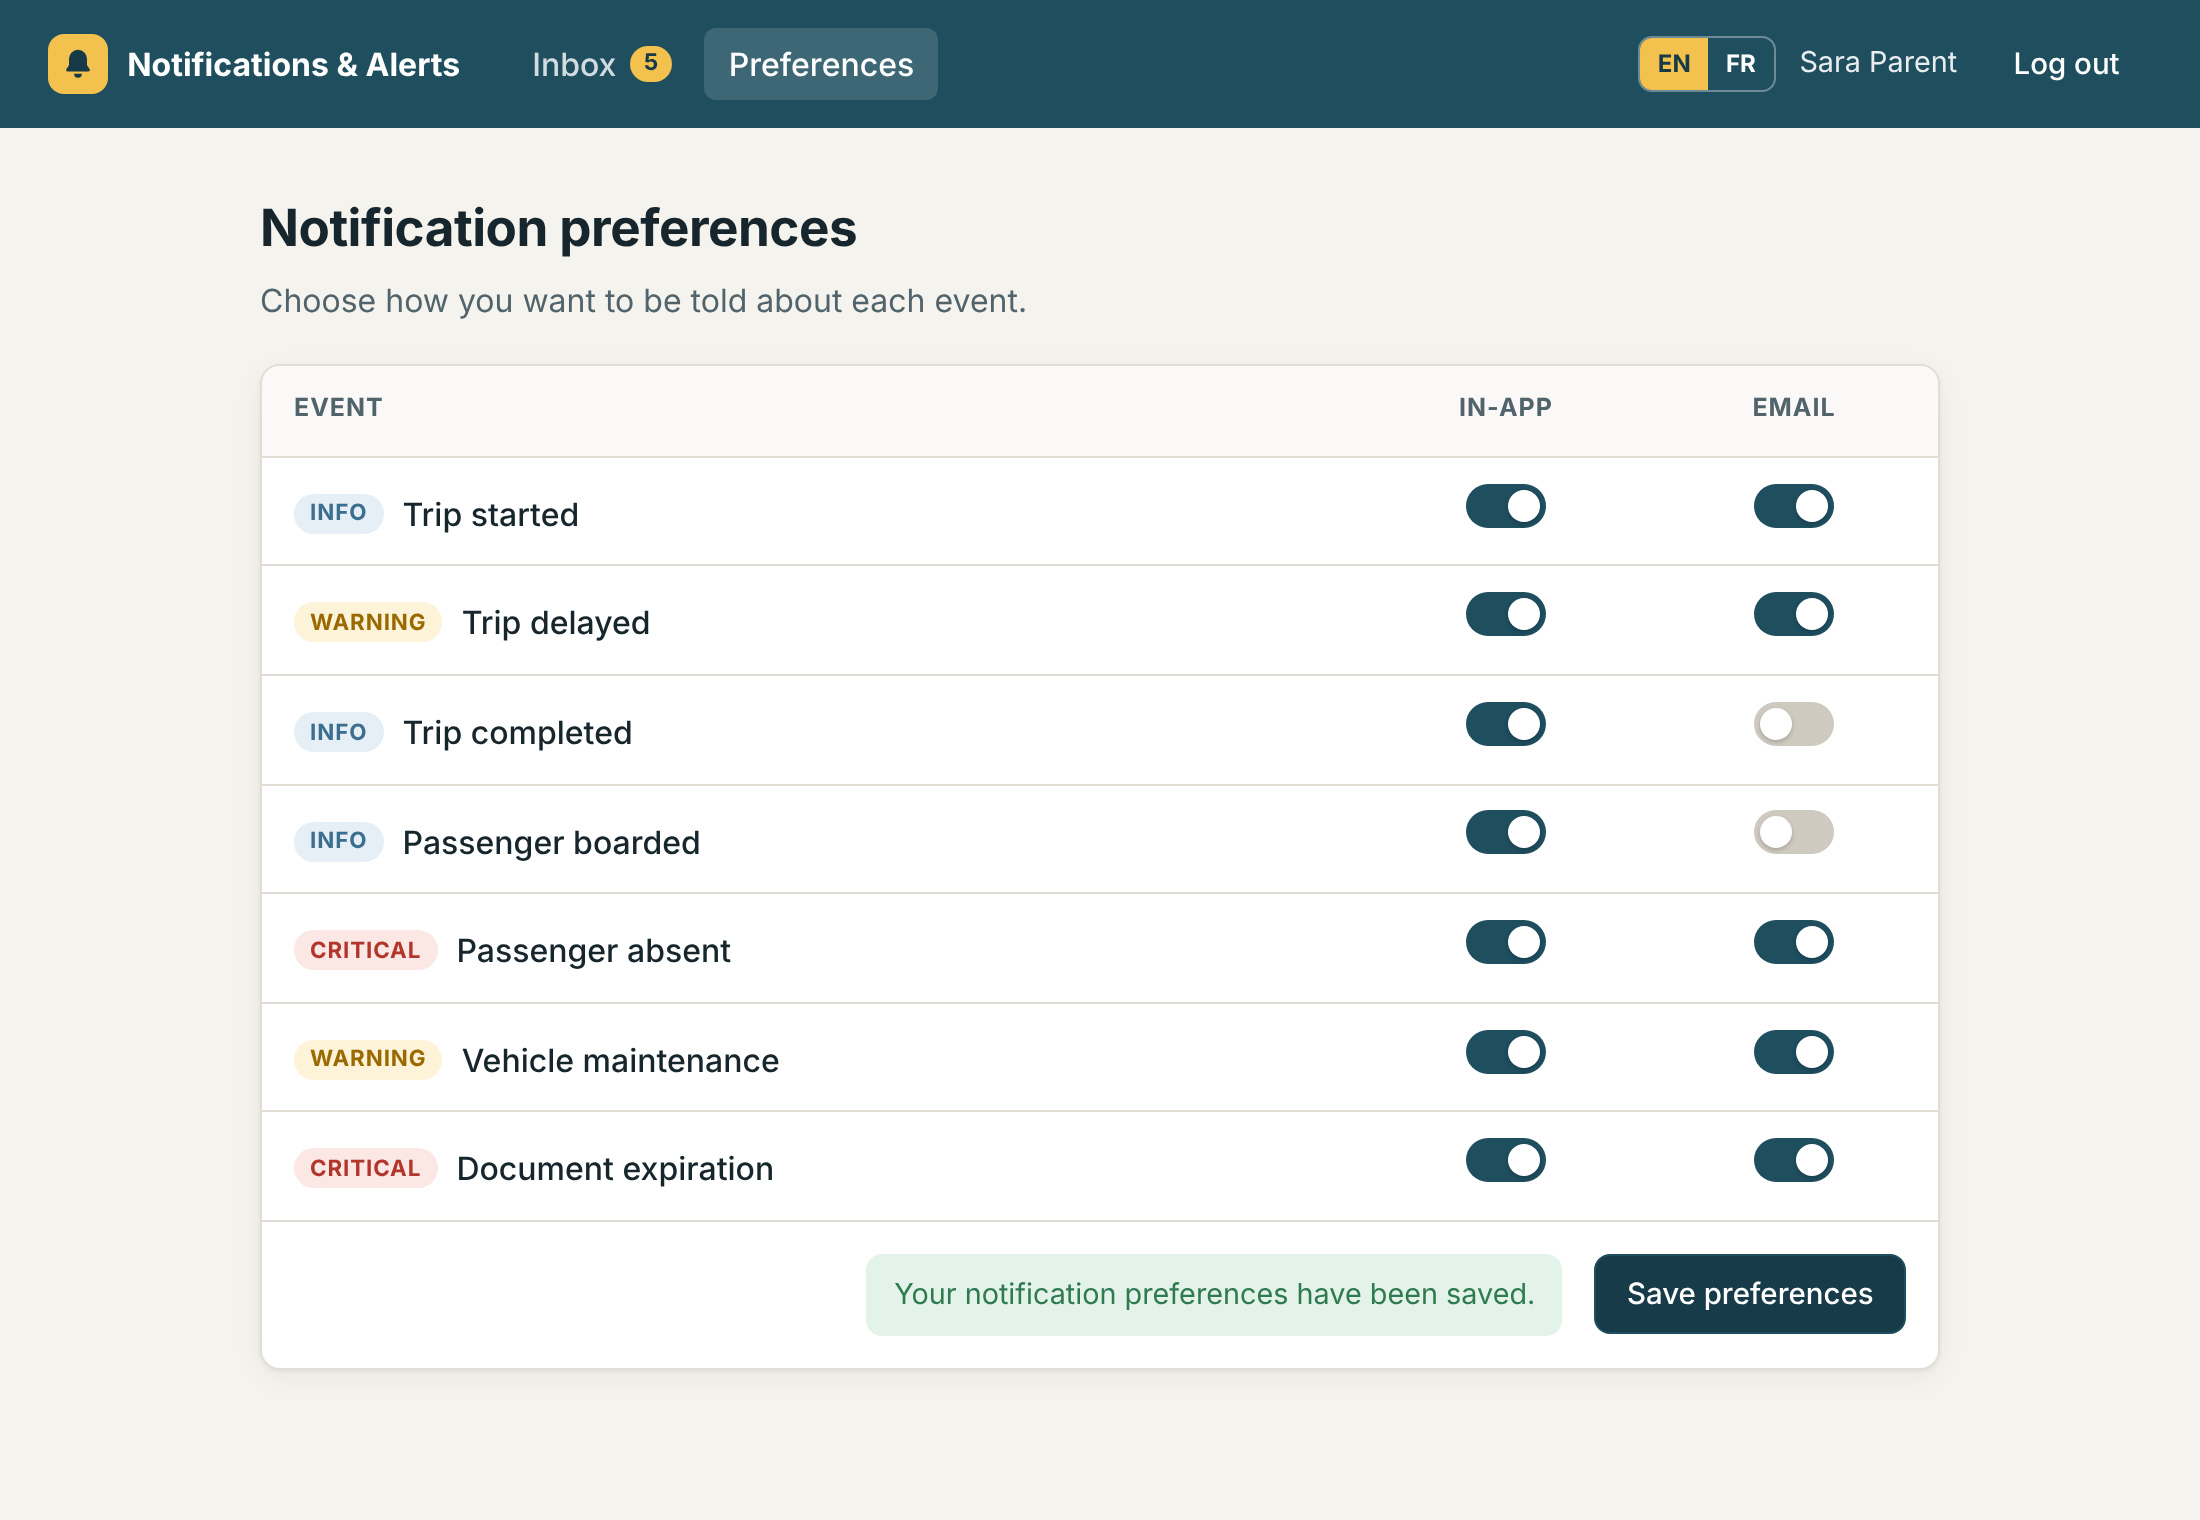 Notifications & Alerts Inbox 5 Preferences EN FR Sara Parent Log out
Notification preferences
Choose how you want to be told about each event.
EVENT IN-APP EMAIL
INFO Trip started
WARNING Trip delayed
INFO Trip completed
INFO Passenger boarded
CRITICAL Passenger absent
WARNING Vehicle maintenance
CRITICAL Document expiration
Your notification preferences have been saved. Save preferences